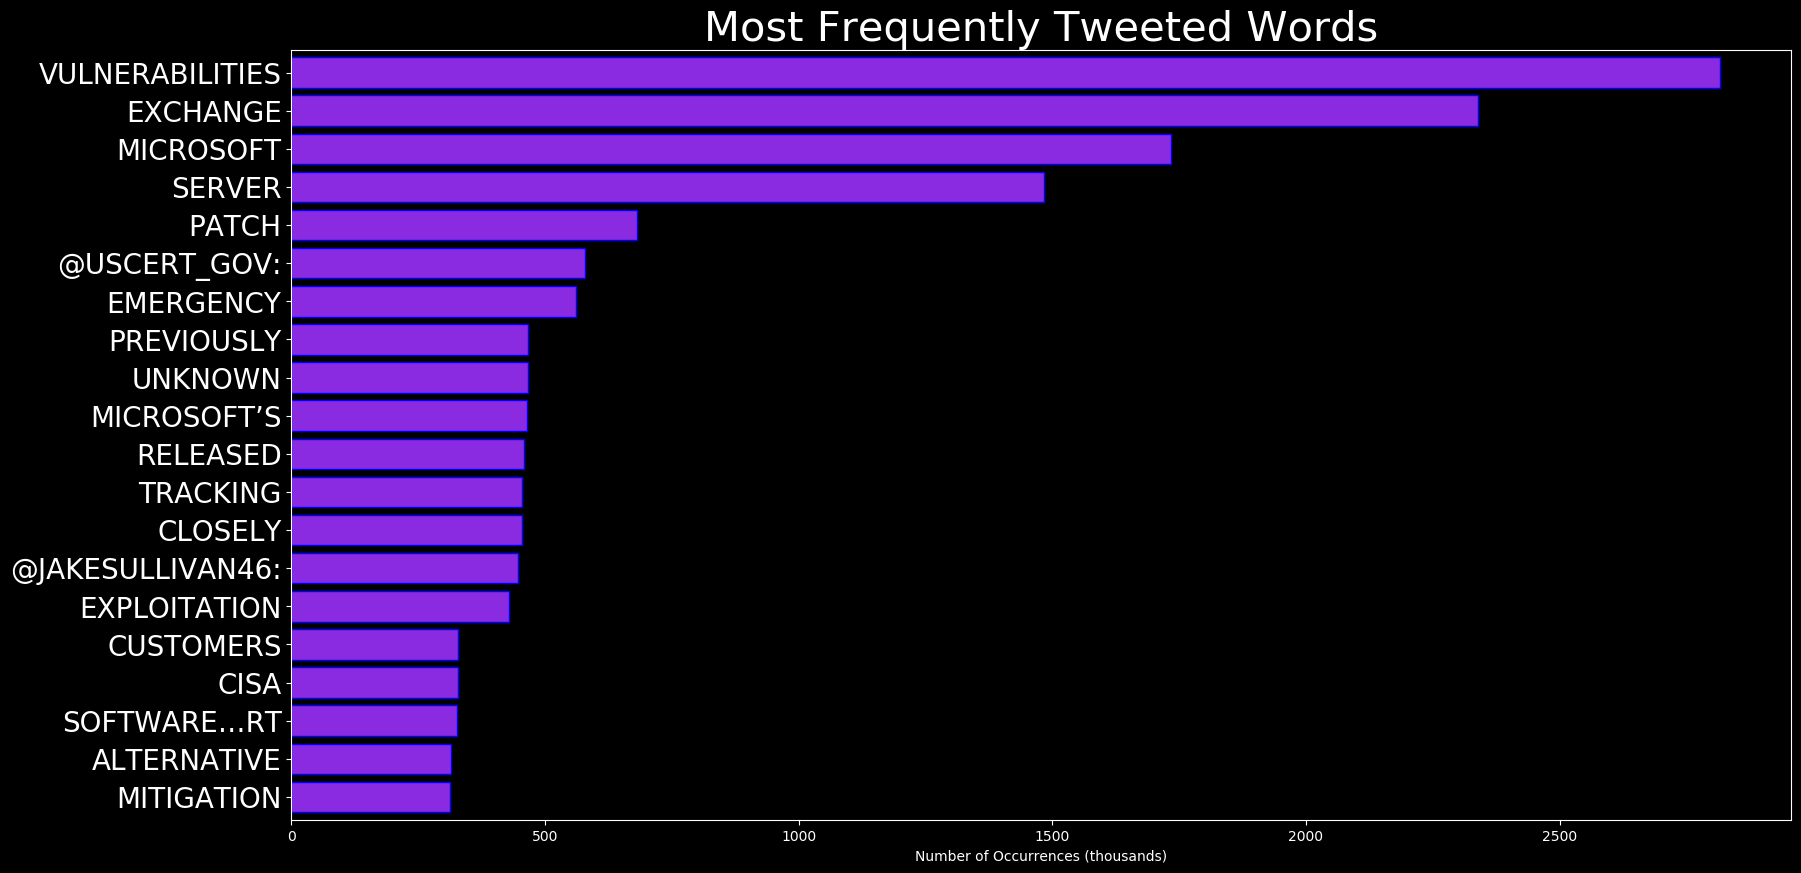 Most Frequently Tweeted Words
VULNERABILITIES
EXCHANGE
MICROSOFT
SERVER
PATCH
@USCERT_GOV:
EMERGENCY
PREVIOUSLY
UNKNOWN
MICROSOFT’S
RELEASED
TRACKING
CLOSELY
@JAKESULLIVAN46:
EXPLOITATION
CUSTOMERS
CISA
SOFTWARE…RT
ALTERNATIVE
MITIGATION
0 500 1000 1500 2000 2500
Number of Occurrences (thousands)